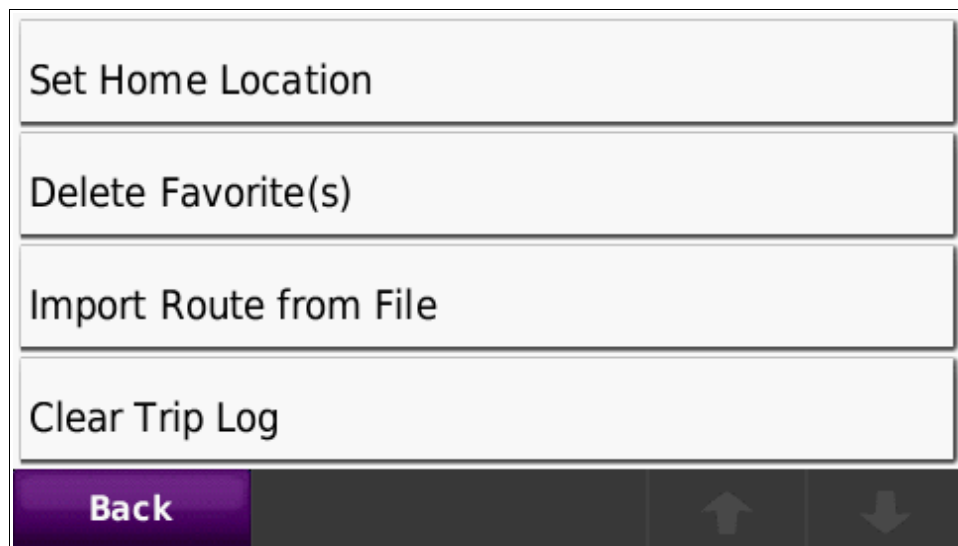 Set Home Location
Delete Favorite(s)
Import Route from File
Clear Trip Log
Back